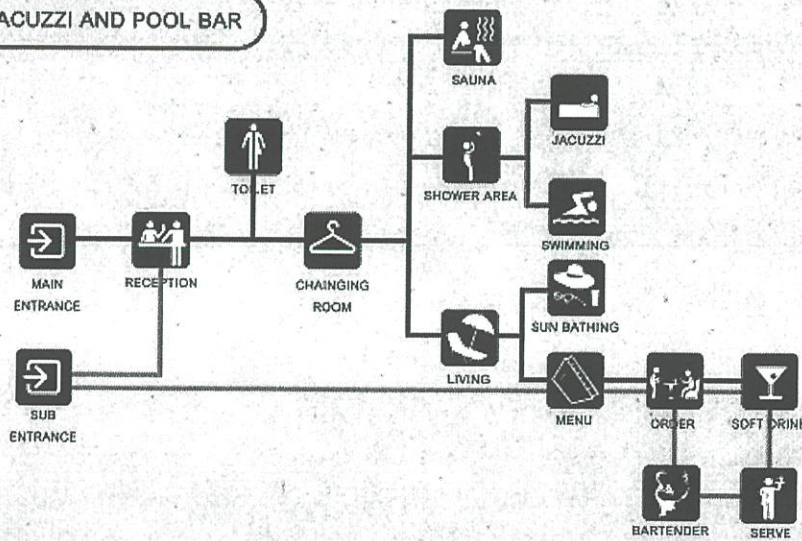 ACUZZI AND POOL BAR
SAUNA
JACUZZI
TOILET
SHOWER AREA
SWIMMING
MAIN
ENTRANCE
RECEPTION
CHAINGING
ROOM
SUN BATHING
LIVING
SUB
ENTRANCE
MENU
ORDER
SOFT DRINK
BARTENDER
SERVE